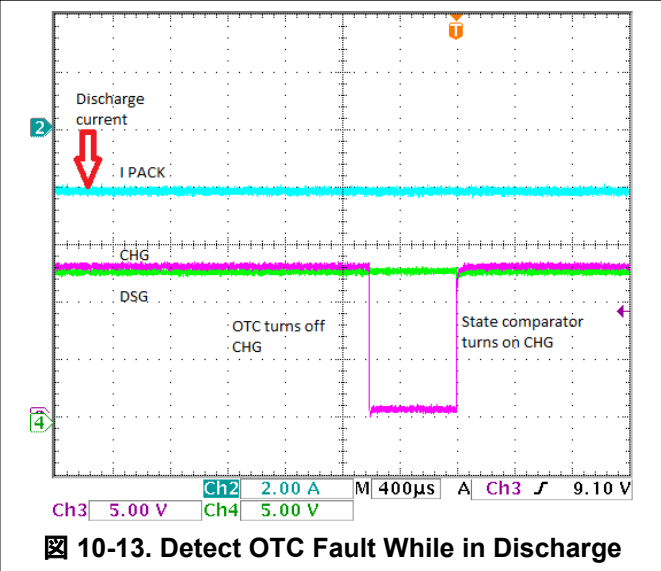 T
Discharge
current
2
I PACK
CHG
DSG
OTC turns off
CHG
State comparator
turns on CHG
4
Ch2 2.00 A M 400µs A Ch3 9.10 V
Ch3 5.00 V Ch4 5.00 V
図 10-13. Detect OTC Fault While in Discharge